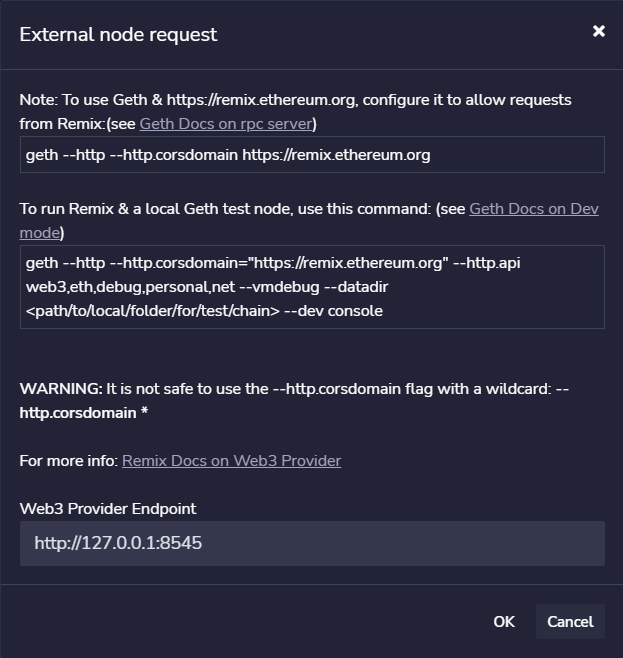 External node request
Note: To use Geth & https://remix.ethereum.org, configure it to allow requests
from Remix:(see Geth Docs on rpc server)
geth --http --http.corsdomain https://remix.ethereum.org
To run Remix & a local Geth test node, use this command: (see Geth Docs on Dev
mode)
geth --http --http.corsdomain="https://remix.ethereum.org" --http.api
web3,eth,debug,personal,net --vmdebug --datadir
<path/to/local/folder/for/test/chain> --dev console
WARNING: It is not safe to use the --http.corsdomain flag with a wildcard: --
http.corsdomain *
For more info: Remix Docs on Web3 Provider
Web3 Provider Endpoint
http://127.0.0.1:8545
OK Cancel